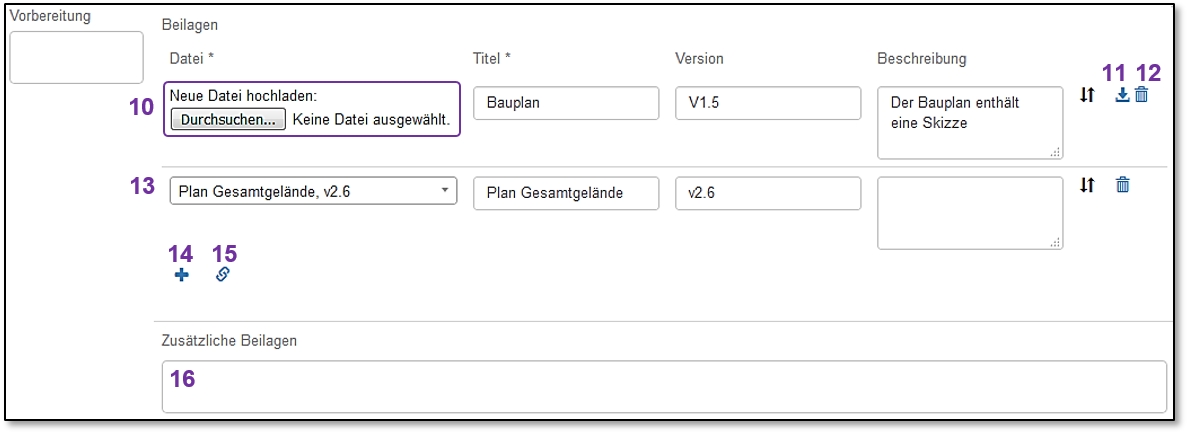 Vorbereitung
Beilagen
Datei *
Titel *
Version
Beschreibung
11 12
10
Neue Datei hochladen:
Durchsuchen... Keine Datei ausgewählt.
Bauplan
V1.5
Der Bauplan enthält
eine Skizze
13
Plan Gesamtgelände, v2.6
Plan Gesamtgelände
v2.6
14 15
Zusätzliche Beilagen
16